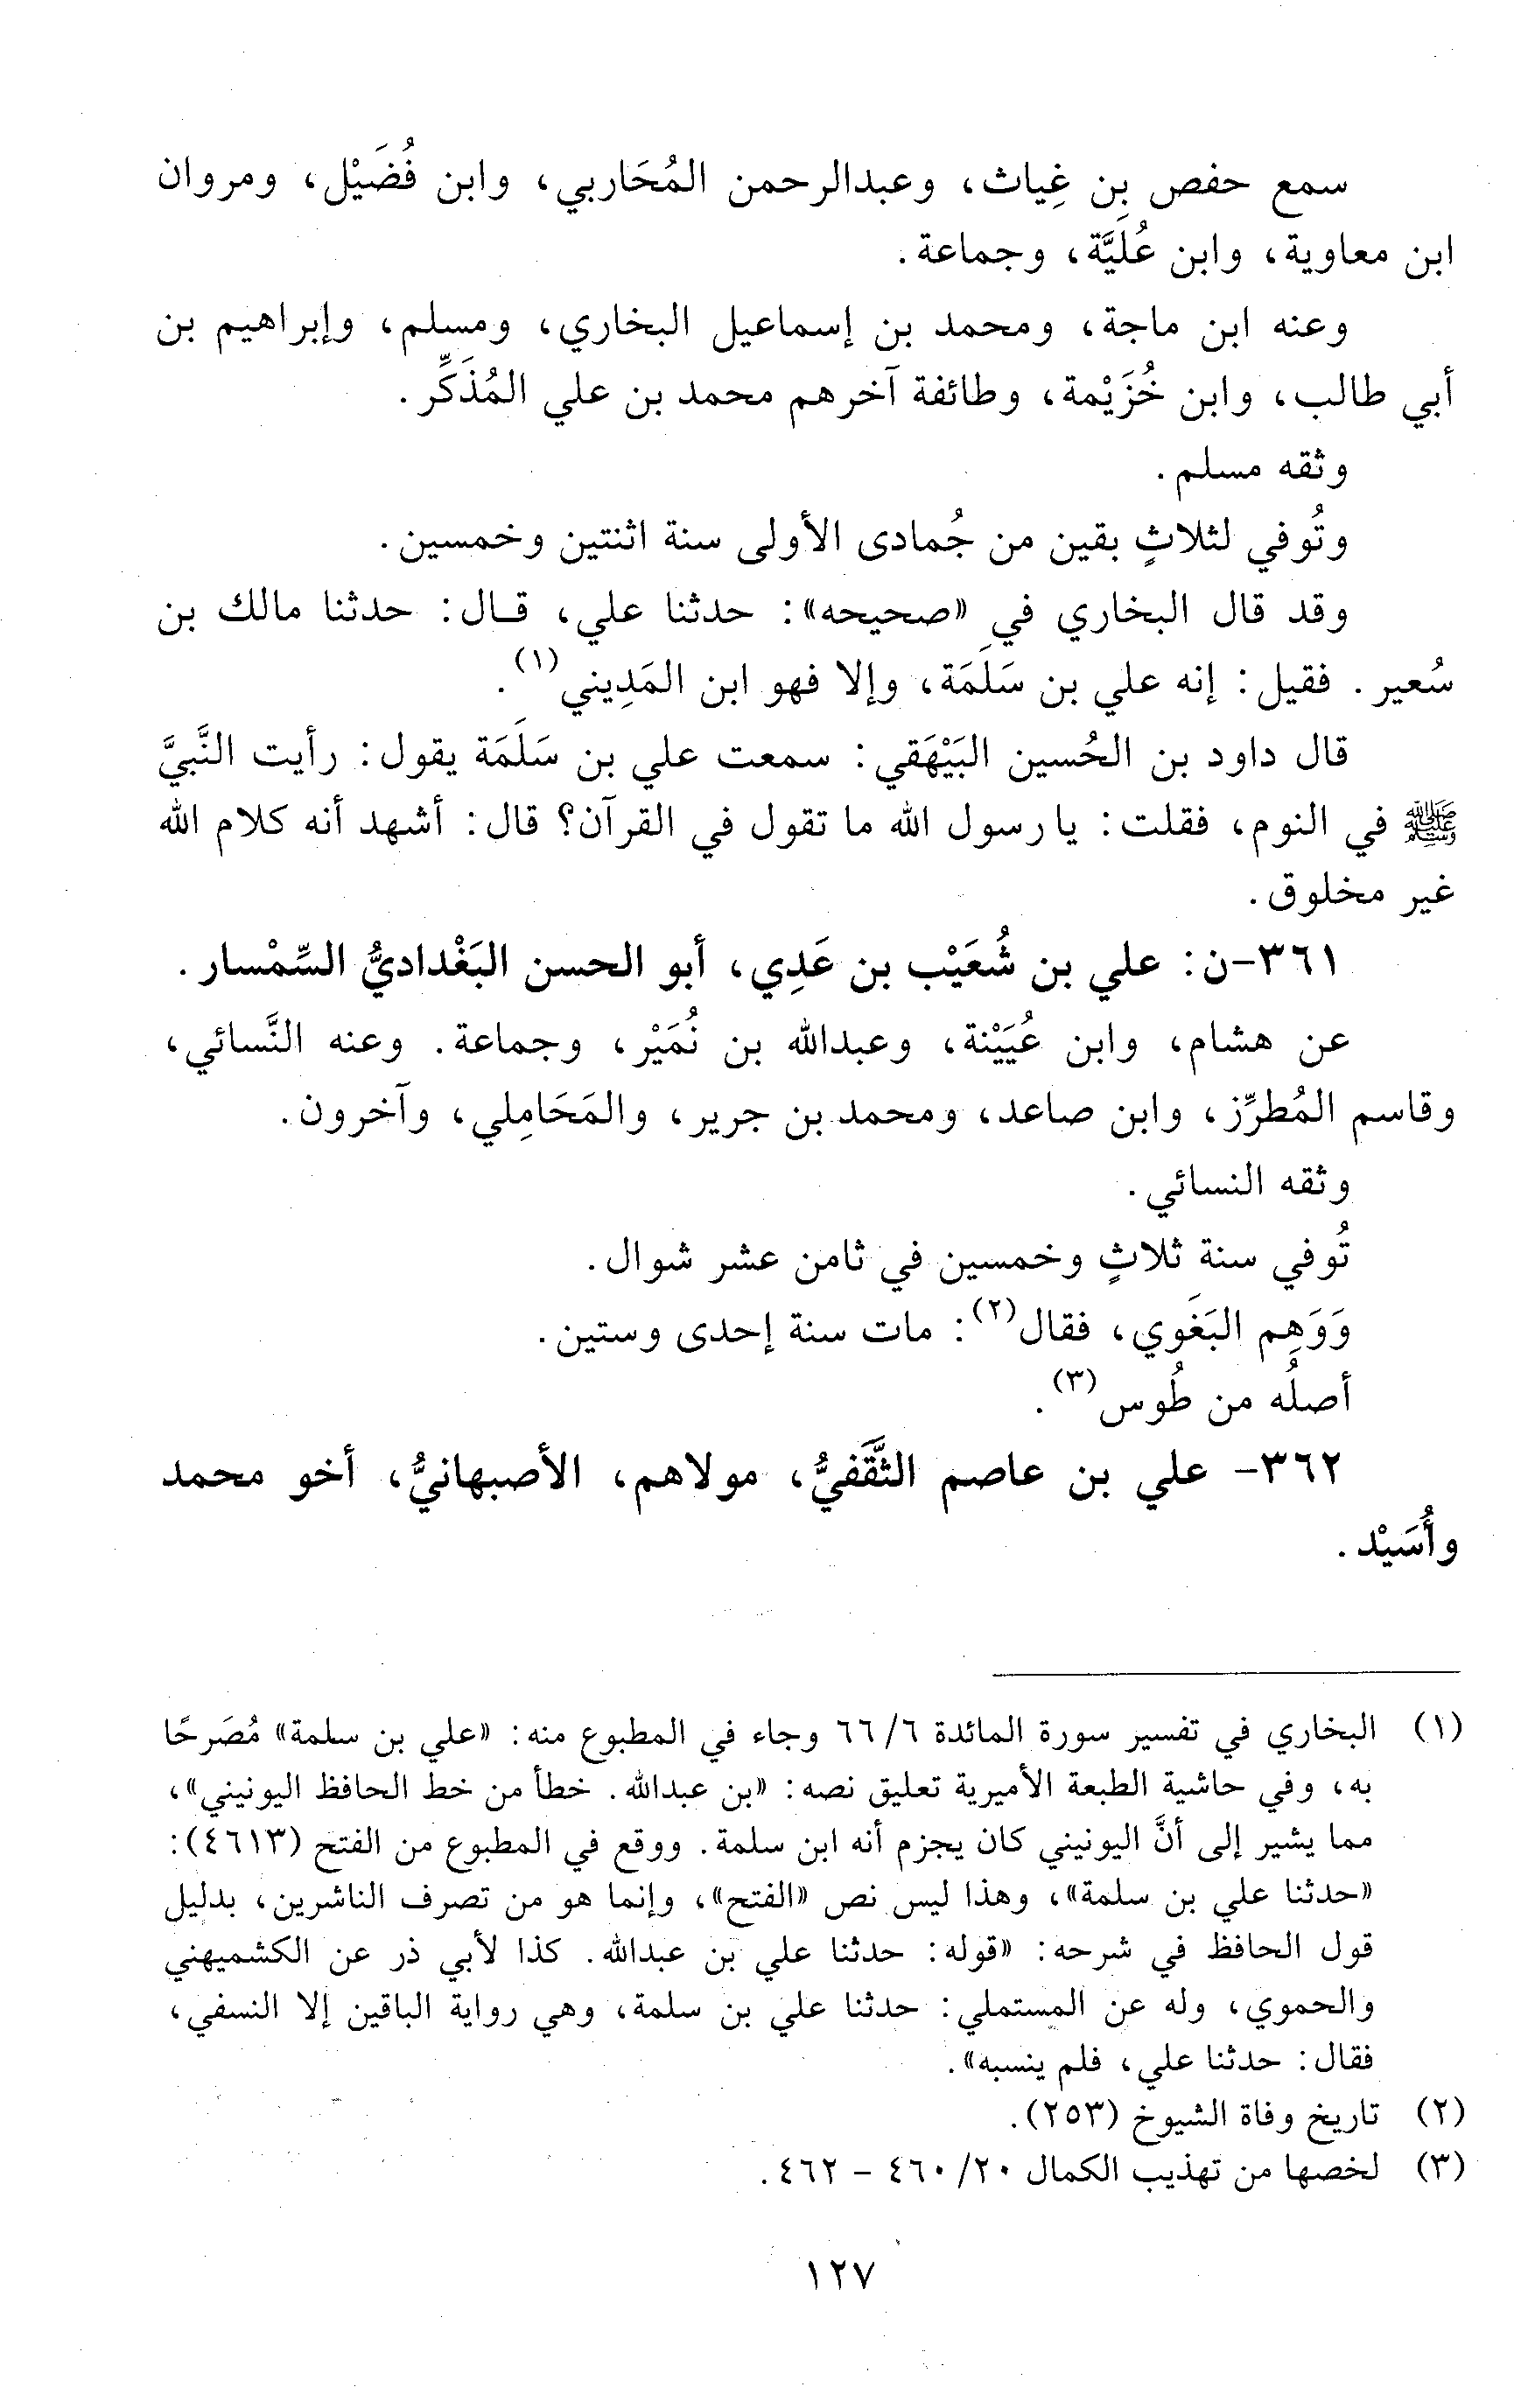 سمع حفص بن غِياث، وعبدالرحمن المُحَاربي، وابن فُضَيْل، ومروان
ابن معاوية، وابن عُلَيَّة، وجماعة.
وعنه ابن ماجة، ومحمد بن إسماعيل البخاري، ومسلم، وإبراهيم بن
أبي طالب، وابن خُزَيْمة، وطائفة آخرهم محمد بن علي المُذَكِّر.
وثقه مسلم.
وتُوفي لثلاثٍ بقين من جُمادى الأولى سنة اثنتين وخمسين.
وقد قال البخاري في «صحيحه»: حدثنا علي، قـال: حدثنا مالك بن
سُعير. فقيل: إنه علي بن سَلَمَة، وإلا فهو ابن المَدِيني(١).
قال داود بن الحُسين البَيْهَقي: سمعت علي بن سَلَمَة يقول: رأيت النَّبيَّ
ﷺ في النوم، فقلت: يا رسول الله ما تقول في القرآن؟ قال: أشهد أنه كلام الله
غير مخلوق.
٣٦١-ن: علي بن شُعَيْب بن عَدِي، أبو الحسن البَغْداديُّ السِّمْسار.
عن هشام، وابن عُيَيْنة، وعبدالله بن نُمَيْر، وجماعة. وعنه النَّسائي،
وقاسم المُطرِّز، وابن صاعد، ومحمد بن جرير، والمَحَامِلي، وآخرون.
وثقه النسائي.
تُوفي سنة ثلاثٍ وخمسين في ثامن عشر شوال.
وَوَهِم البَغَوي، فقال(٢): مات سنة إحدى وستين.
أصلُه من طُوس(٣).
٣٦٢- علي بن عاصم الثَّقَفيُّ، مولاهم، الأصبهانيُّ، أخو محمد
وأُسَيْد.
(١) البخاري في تفسير سورة المائدة ٦/ ٦٦ وجاء في المطبوع منه: «علي بن سلمة» مُصَرحًا
به، وفي حاشية الطبعة الأميرية تعليق نصه: «بن عبدالله. خطأ من خط الحافظ اليونيني»،
مما يشير إلى أنَّ اليونيني كان يجزم أنه ابن سلمة. ووقع في المطبوع من الفتح (٤٦١٣):
«حدثنا علي بن سلمة»، وهذا ليس نص «الفتح»، وإنما هو من تصرف الناشرين، بدليل
قول الحافظ في شرحه: «قوله: حدثنا علي بن عبدالله. كذا لأبي ذر عن الكشميهني
والحموي، وله عن المستملي: حدثنا علي بن سلمة، وهي رواية الباقين إلا النسفي،
فقال: حدثنا علي، فلم ينسبه».
(٢) تاريخ وفاة الشيوخ (٢٥٣).
(٣) لخصها من تهذيب الكمال ٢٠/ ٤٦٠ - ٤٦٢.
١٢٧